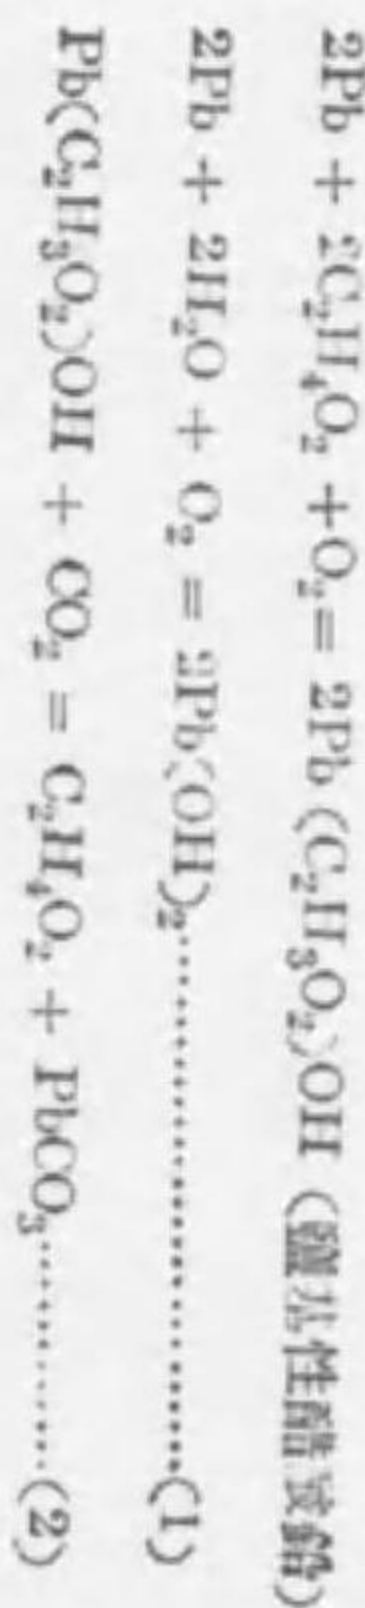 2Pb + 2C₂H₄O₂ + O₂ = 2Pb(C₂H₃O₂)OH (鹽基性醋酸鉛)
2Pb + 2H₂O + O₂ = 2Pb(OH)₂……………………(1)
Pb(C₂H₃O₂)OH + CO₂ = C₂H₄O₂ + PbCO₃…………(2)